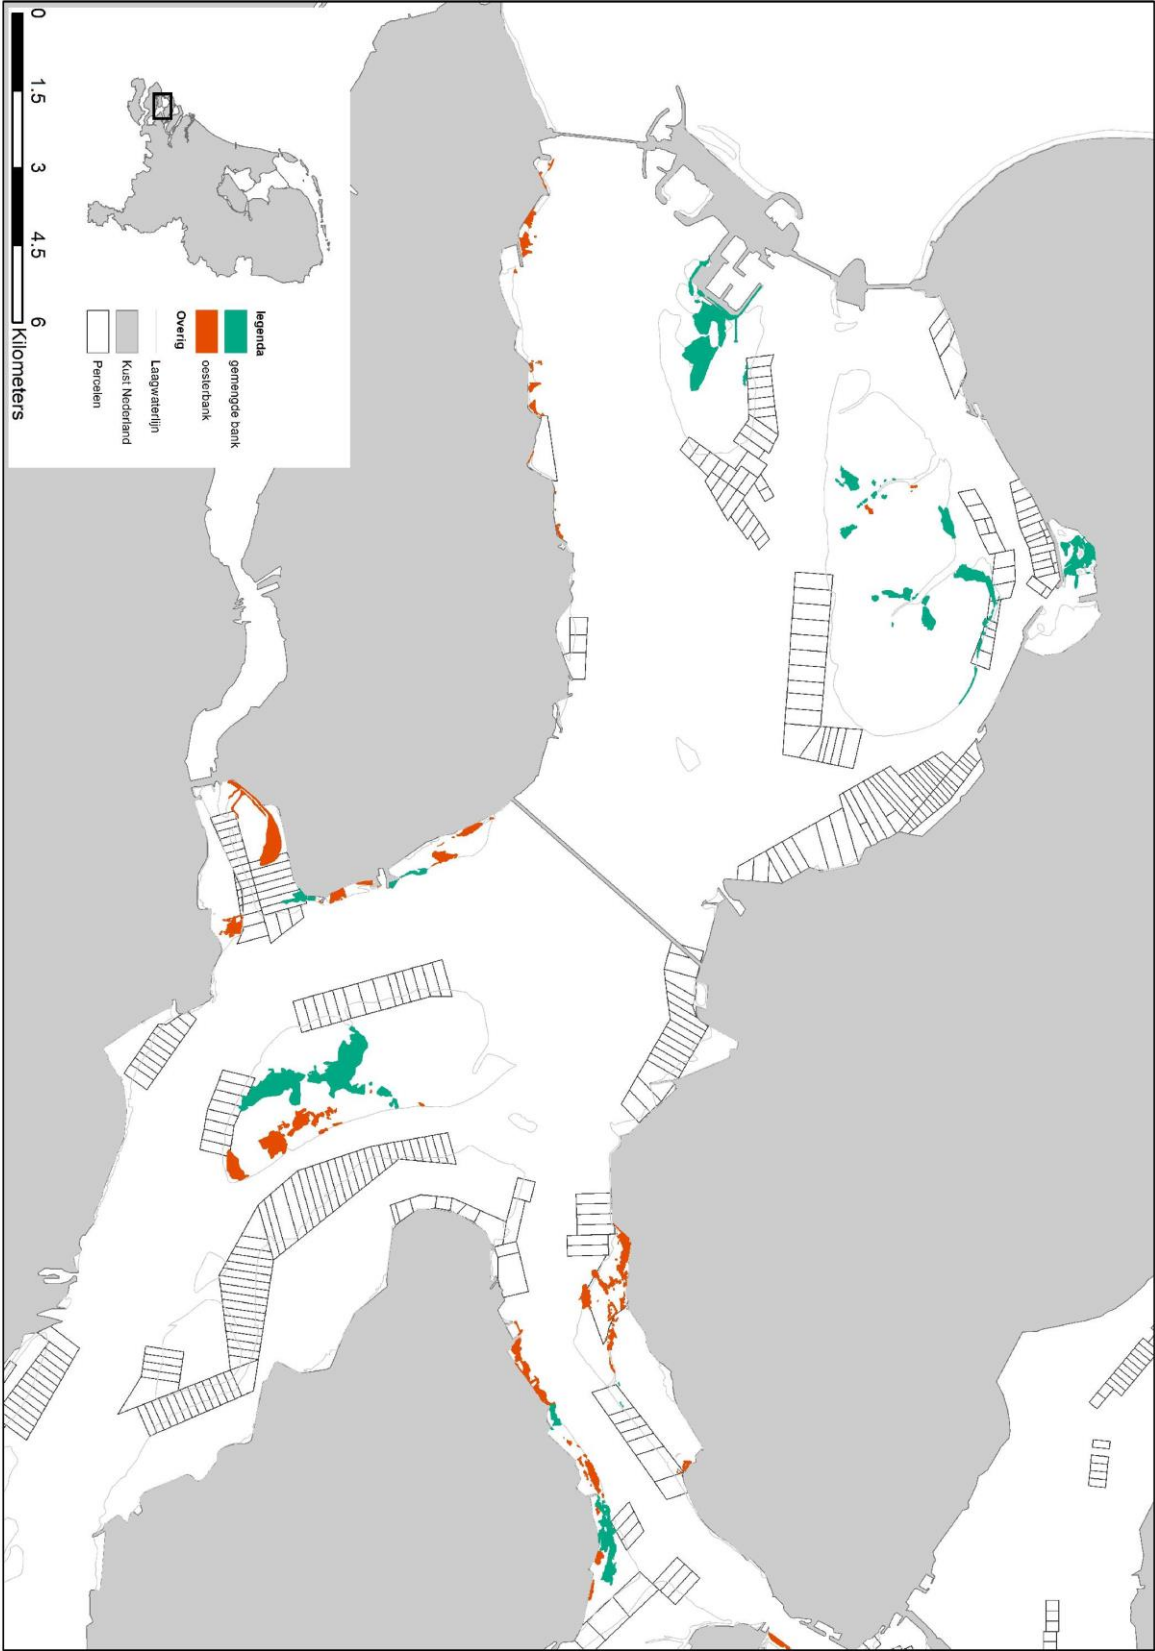 legenda
gemengde bank
oesterbank
Overig
Laagwaterlijn
Kust Nederland
Percelen
0 1.5 3 4.5 6
Kilometers